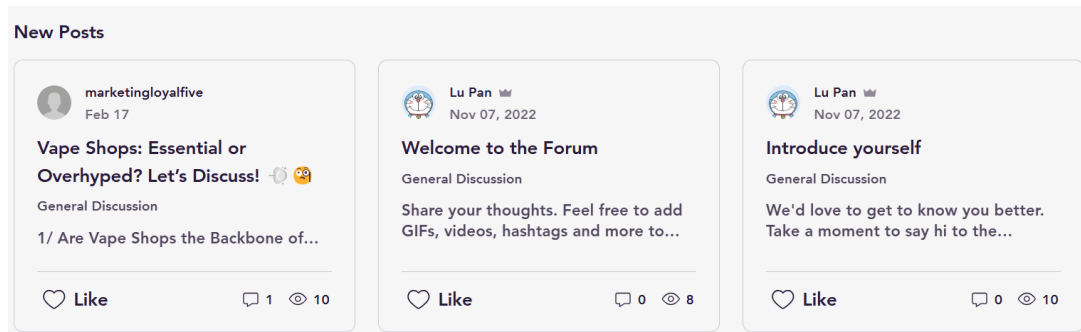 New Posts
marketingloyalfive
Feb 17
Vape Shops: Essential or
Overhyped? Let's Discuss! 💨 🧐
General Discussion
1/ Are Vape Shops the Backbone of...
Like
1
10
Lu Pan
Nov 07, 2022
Welcome to the Forum
General Discussion
Share your thoughts. Feel free to add
GIFs, videos, hashtags and more to...
Like
0
8
Lu Pan
Nov 07, 2022
Introduce yourself
General Discussion
We'd love to get to know you better.
Take a moment to say hi to the...
Like
0
10